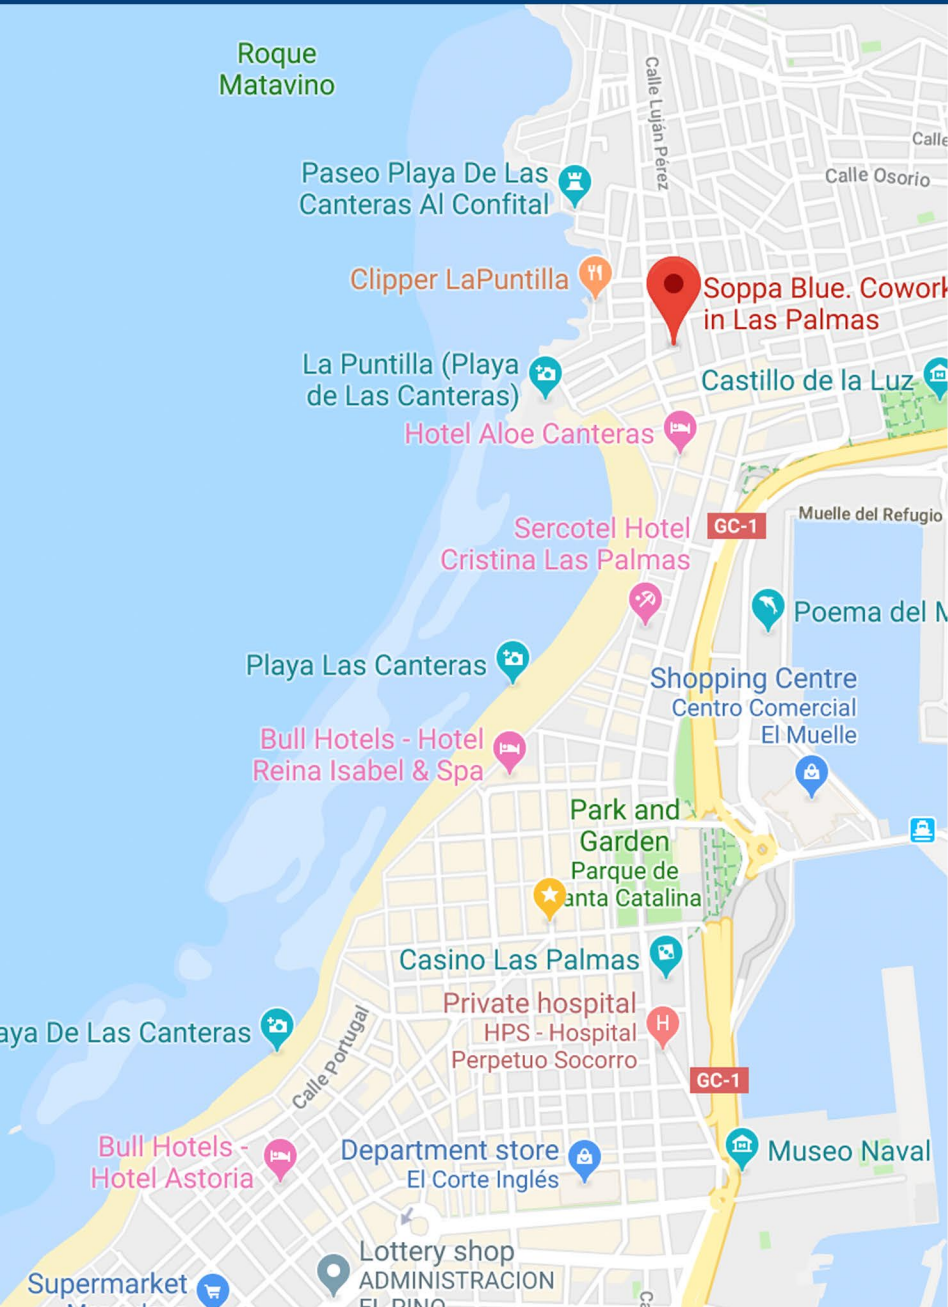 Roque
Matavino
Calle Luján Pérez
Calle
Calle Osorio
Paseo Playa De Las
Canteras Al Confital
Clipper LaPuntilla
Soppa Blue. Cowork
in Las Palmas
La Puntilla (Playa
de Las Canteras)
Castillo de la Luz
Hotel Aloe Canteras
Muelle del Refugio
GC-1
Sercotel Hotel
Cristina Las Palmas
Poema del M
Playa Las Canteras
Shopping Centre
Centro Comercial
El Muelle
Bull Hotels - Hotel
Reina Isabel & Spa
Park and
Garden
Parque de
anta Catalina
Casino Las Palmas
Private hospital
HPS - Hospital
Perpetuo Socorro
H
aya De Las Canteras
Calle Portugal
GC-1
Bull Hotels -
Hotel Astoria
Department store
El Corte Inglés
Museo Naval
Lottery shop
ADMINISTRACION
EL PINO
Supermarket
Ca